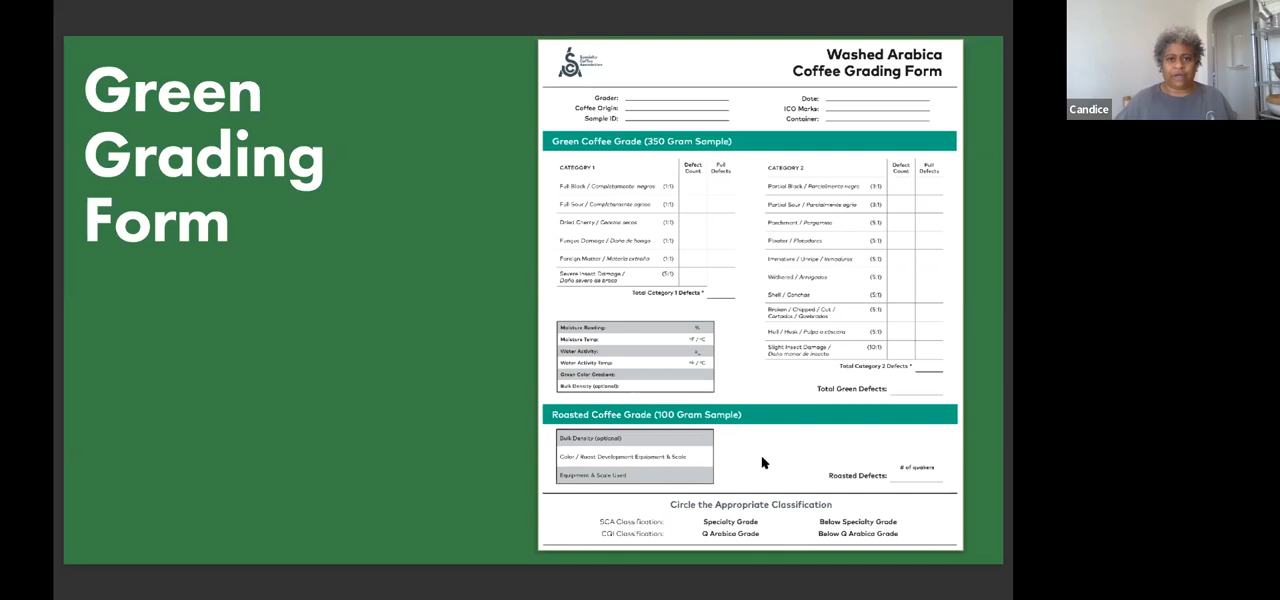 Green
Grading
Form
Specialty
Coffee
Association
Washed Arabica
Coffee Grading Form
Grader:
Coffee Origin:
Sample ID:
Date:
ICO Marks:
Container:
Green Coffee Grade (350 Gram Sample)
CATEGORY 1 Defect Count Full Defects
Full Black / Completamente negros (1:1)
Full Sour / Completamente agrios (1:1)
Dried Cherry / Cerezas secas (1:1)
Fungus Damage / Daño de hongo (1:1)
Foreign Matter / Materia extraña (1:1)
Severe Insect Damage / (5:1)
Daño severo de broca
Total Category 1 Defects *
CATEGORY 2 Defect Count Full Defects
Partial Black / Parcialmente negro (3:1)
Partial Sour / Parcialmente agrio (3:1)
Parchment / Pergamino (5:1)
Floater / Flotadores (5:1)
Immature / Unripe / Inmaduros (5:1)
Withered / Arrugados (5:1)
Shell / Conchas (5:1)
Broken / Chipped / Cut / (5:1)
Cortados / Quebrados
Hull / Husk / Pulpa o cáscara (5:1)
Slight Insect Damage / (10:1)
Daño menor de insecto
Total Category 2 Defects *
Total Green Defects:
Moisture Reading: %
Moisture Temp: °F / °C
Water Activity:
Water Activity Temp: °F / °C
Green Color Gradient:
Bulk Density (optional):
Roasted Coffee Grade (100 Gram Sample)
Bulk Density (optional)
Color / Roast Development Equipment & Scale
Equipment & Scale Used
# of quakers
Roasted Defects:
Circle the Appropriate Classification
SCA Classification: Specialty Grade Below Specialty Grade
CQI Classification: Q Arabica Grade Below Q Arabica Grade
Candice